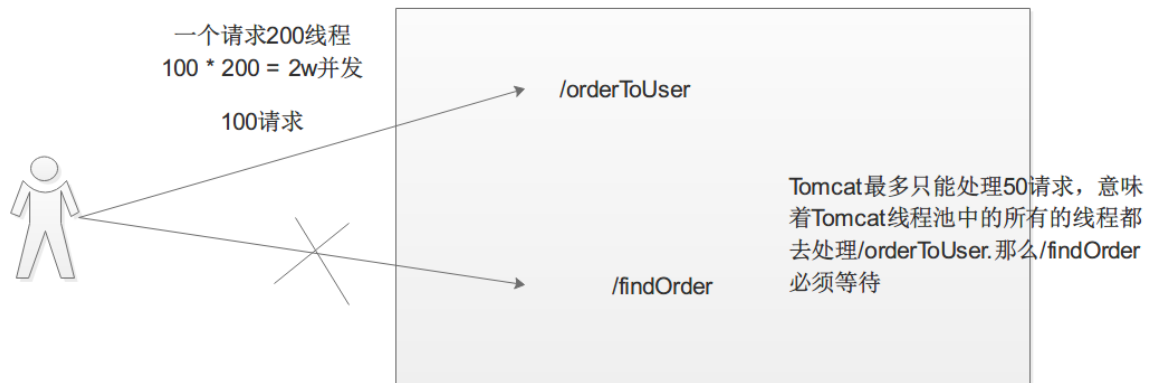 一个请求200线程
100 * 200 = 2w并发
100请求
/orderToUser
Tomcat最多只能处理50请求，意味
着Tomcat线程池中的所有的线程都
去处理/orderToUser.那么/findOrder
必须等待
/findOrder